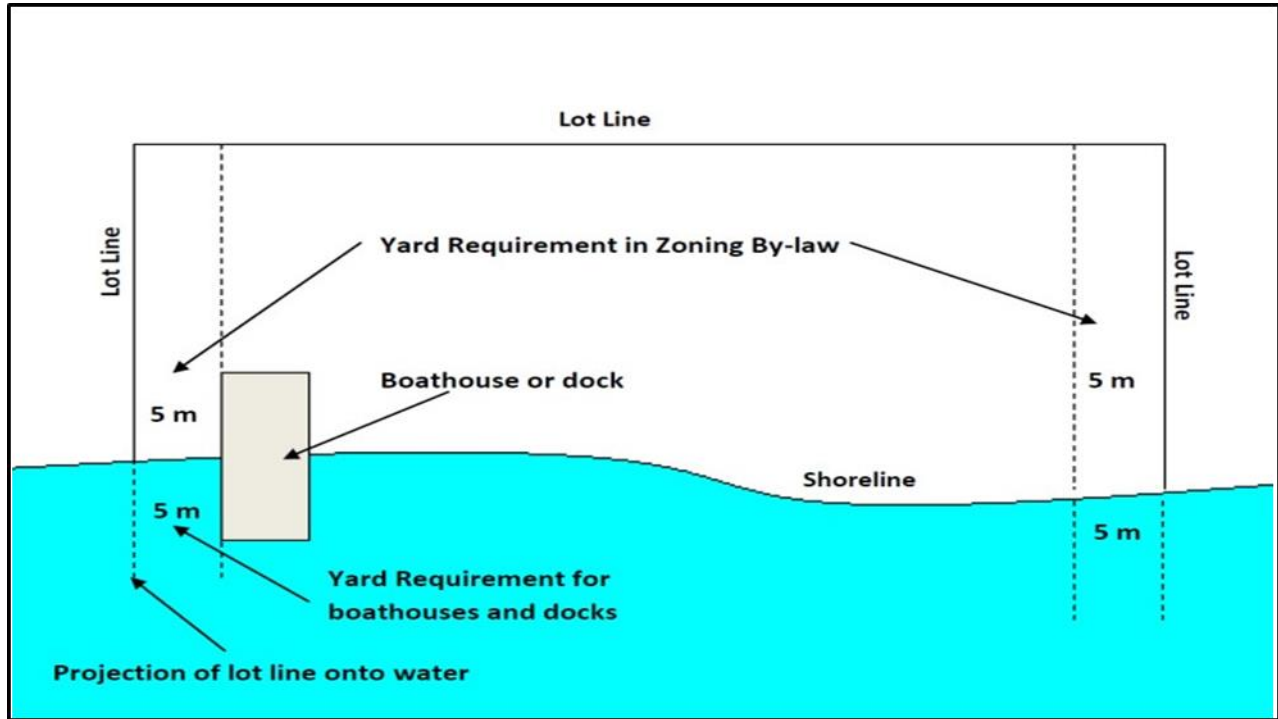 Lot Line
Lot Line
Yard Requirement in Zoning By-law
Lot Line
Boathouse or dock
5 m
5 m
Shoreline
5 m
5 m
Yard Requirement for
boathouses and docks
Projection of lot line onto water